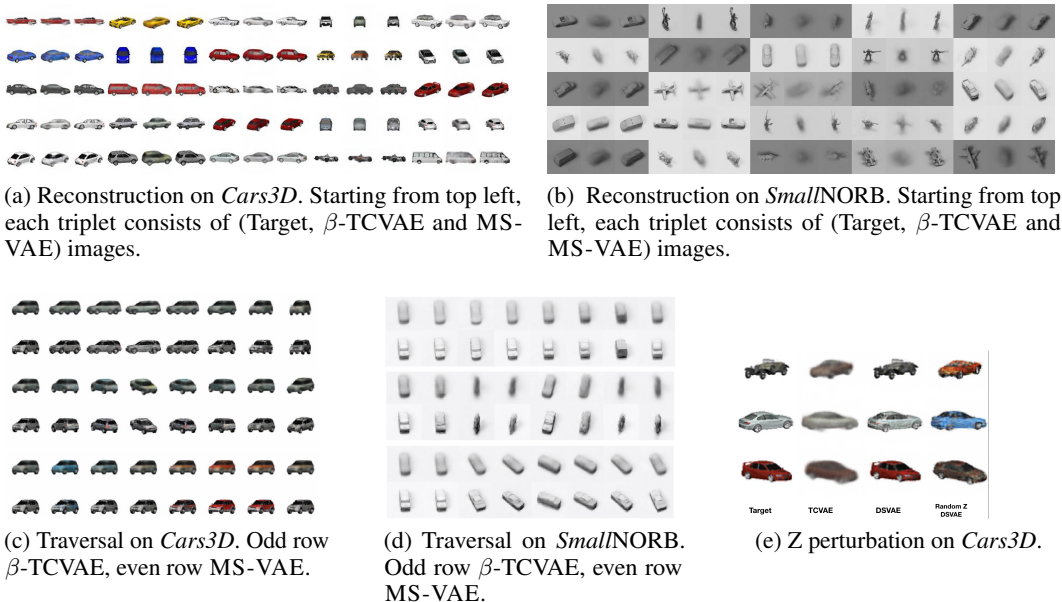 (a) Reconstruction on Cars3D. Starting from top left,
each triplet consists of (Target, β-TCVAE and MS-
VAE) images.
(b) Reconstruction on SmallNORB. Starting from top
left, each triplet consists of (Target, β-TCVAE and
MS-VAE) images.
(c) Traversal on Cars3D. Odd row
β-TCVAE, even row MS-VAE.
(d) Traversal on SmallNORB.
Odd row β-TCVAE, even row
MS-VAE.
Target TCVAE DSVAE Random Z
DSVAE
(e) Z perturbation on Cars3D.